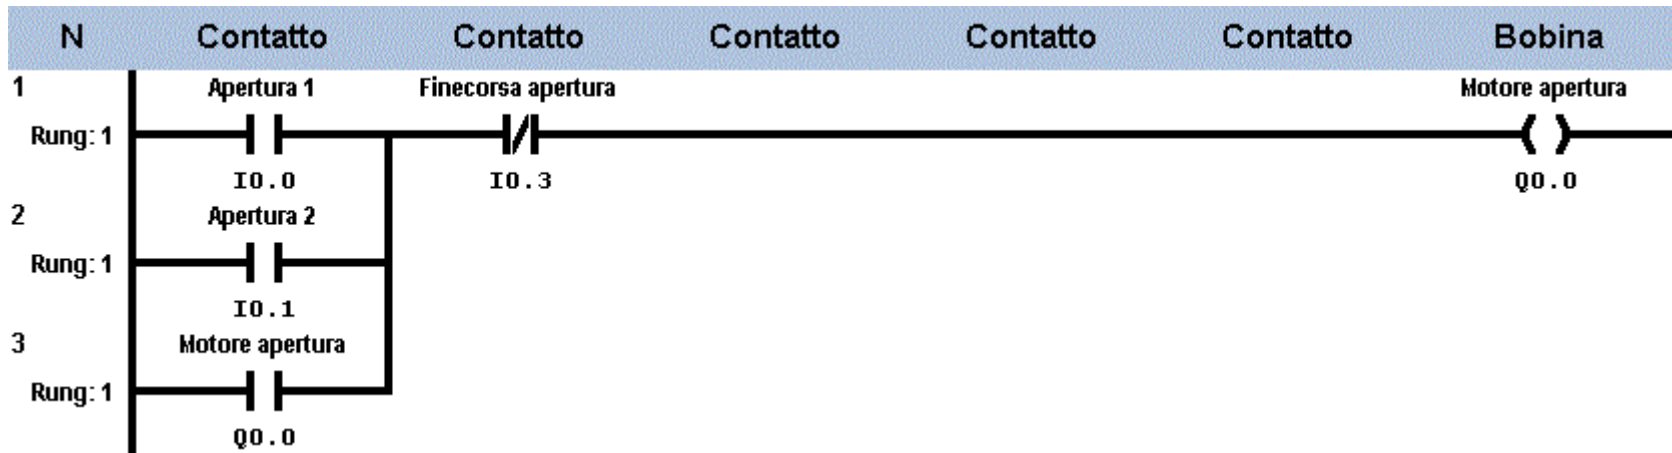 N Contatto Contatto Contatto Contatto Contatto Bobina
1 Apertura 1 Finecorsa apertura Motore apertura
Rung: 1
I0.0 I0.3 Q0.0
2 Apertura 2
Rung: 1
I0.1
3 Motore apertura
Rung: 1
Q0.0